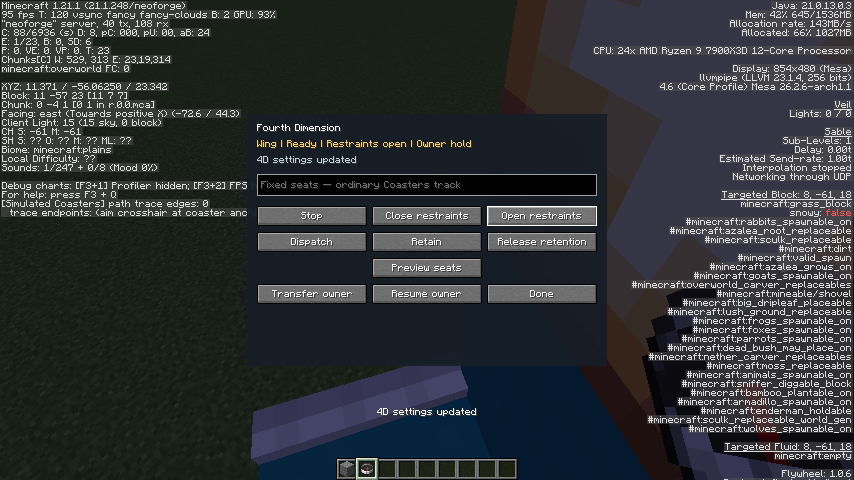 Minecraft 1.21.1 (21.1.248/neoforge)
95 fps T: 120 vsync fancy fancy-clouds B: 2 GPU: 93%
"neoforge" server, 40 tx, 108 rx
C: 88/6936 (s) D: 8, pC: 000, pU: 00, aB: 24
E: 1/23, B: 0, SD: 6
P: 0. VE: 0. VP: 0. T: 23
Chunks[C] W: 529, 313 E: 23,19,314
minecraft:overworld FC: 0
XYZ: 11.371 / -56.06250 / 23.342
Block: 11 -57 23 [11 7 7]
Chunk: 0 -4 1 [0 1 in r.0.0.mca]
Facing: east (Towards positive X) (-72.6 / 44.3)
Client Light: 15 (15 sky, 0 block)
CH S: -61 M: -61
SH S: ?? O: ?? M: ?? ML: ??
Biome: minecraft:plains
Local Difficulty: ??
Sounds: 1/247 + 0/8 (Mood 0%)
Debug charts: [F3+1] Profiler hidden; [F3+2] FPS
For help: press F3 + Q
[Simulated Coasters] path trace edges: 0
trace endpoints: (aim crosshair at coaster anc
Fourth Dimension
Wing | Ready | Restraints open | Owner hold
4D settings updated
Fixed seats — ordinary Coasters track
Stop
Close restraints
Open restraints
Dispatch
Retain
Release retention
Preview seats
Transfer owner
Resume owner
Done
4D settings updated
Java: 21.0.13.0.3
Mem: 42% 645/1536MB
Allocation rate: 143MB/s
Allocated: 66% 1027MB
CPU: 24x AMD Ryzen 9 7900X3D 12-Core Processor
Display: 854x480 (Mesa)
llvmpipe (LLVM 23.1.4, 256 bits)
4.6 (Core Profile) Mesa 26.2.6-arch1.1
Veil
Lights: 0 / 0
Sable
Sub-Levels: 1
Delay: 0.00t
Estimated Send-rate: 1.00t
Interpolation stopped
Networking through UDP
Targeted Block: 8, -61, 18
minecraft:grass_block
snowy: false
#minecraft:rabbits_spawnable_on
#minecraft:azalea_root_replaceable
#minecraft:sculk_replaceable
#minecraft:dirt
#minecraft:valid_spawn
#minecraft:azalea_grows_on
#minecraft:goats_spawnable_on
#minecraft:overworld_carver_replaceables
#minecraft:mineable/shovel
#minecraft:big_dripleaf_placeable
#minecraft:lush_ground_replaceable
#minecraft:frogs_spawnable_on
#minecraft:foxes_spawnable_on
#minecraft:parrots_spawnable_on
#minecraft:dead_bush_may_place_on
#minecraft:nether_carver_replaceables
#minecraft:moss_replaceable
#minecraft:animals_spawnable_on
#minecraft:sniffer_diggable_block
#minecraft:bamboo_plantable_on
#minecraft:armadillo_spawnable_on
#minecraft:enderman_holdable
#minecraft:sculk_replaceable_world_gen
#minecraft:wolves_spawnable_on
Targeted Fluid: 8, -61, 18
minecraft:empty
Flywheel: 1.0.6